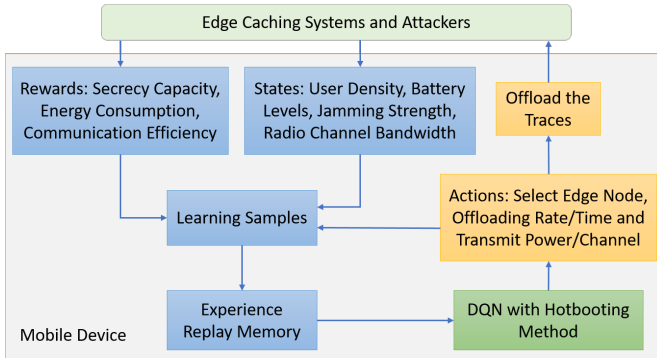 Edge Caching Systems and Attackers
Rewards: Secrecy Capacity,
Energy Consumption,
Communication Efficiency
States: User Density, Battery
Levels, Jamming Strength,
Radio Channel Bandwidth
Offload the
Traces
Learning Samples
Actions: Select Edge Node,
Offloading Rate/Time and
Transmit Power/Channel
Experience
Replay Memory
DQN with Hotbooting
Method
Mobile Device